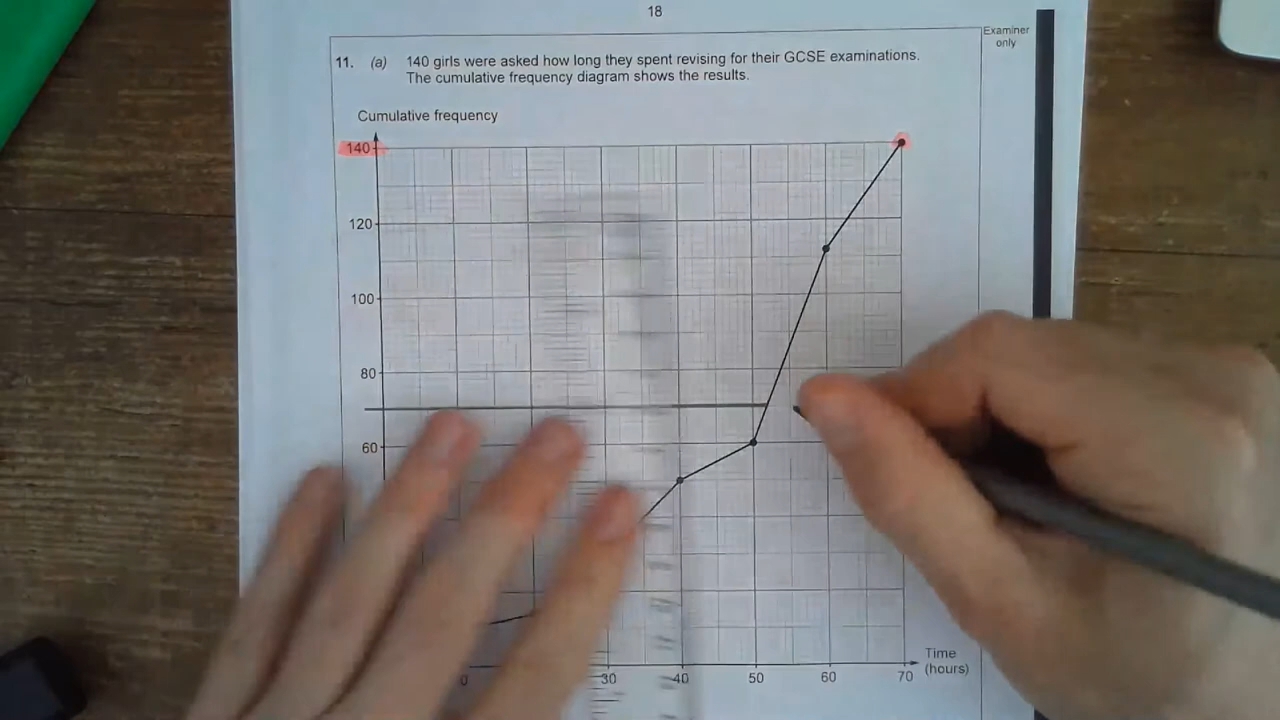 18
Examiner
only
11. (a) 140 girls were asked how long they spent revising for their GCSE examinations.
The cumulative frequency diagram shows the results.
Cumulative frequency
140
120
100
80
60
0 30 40 50 60 70
Time
(hours)